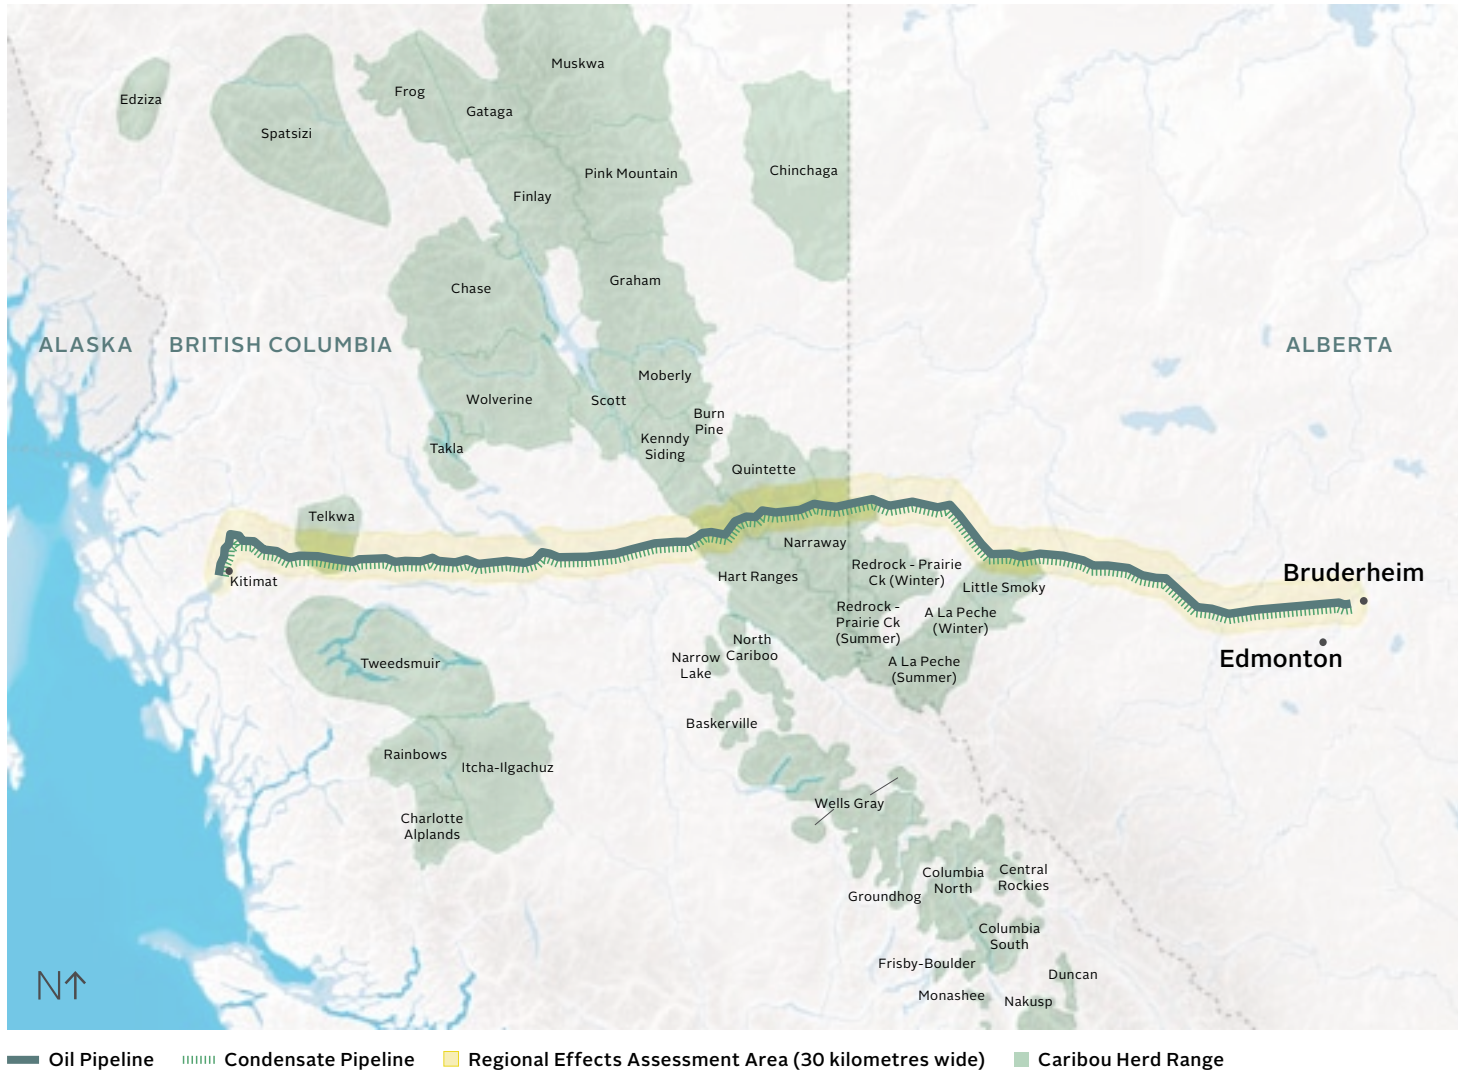 Muskwa
Edziza
Frog
Gataga
Spatsizi
Pink Mountain
Chinchaga
Finlay
Chase
Graham
ALASKA
BRITISH COLUMBIA
ALBERTA
Moberly
Wolverine
Scott
Burn
Pine
Takla
Kenndy
Siding
Quintette
Telkwa
Narraway
Kitimat
Hart Ranges
Redrock - Prairie
Ck (Winter)
Little Smoky
Bruderheim
Redrock -
Prairie Ck
(Summer)
A La Peche
(Winter)
Edmonton
North
Cariboo
Narrow
Lake
A La Peche
(Summer)
Tweedsmuir
Baskerville
Rainbows
Itcha-Ilgachuz
Wells Gray
Charlotte
Alplands
Columbia
North
Central
Rockies
Groundhog
Columbia
South
Frisby-Boulder
Duncan
Monashee
Nakusp
N
Oil Pipeline
Condensate Pipeline
Regional Effects Assessment Area (30 kilometres wide)
Caribou Herd Range